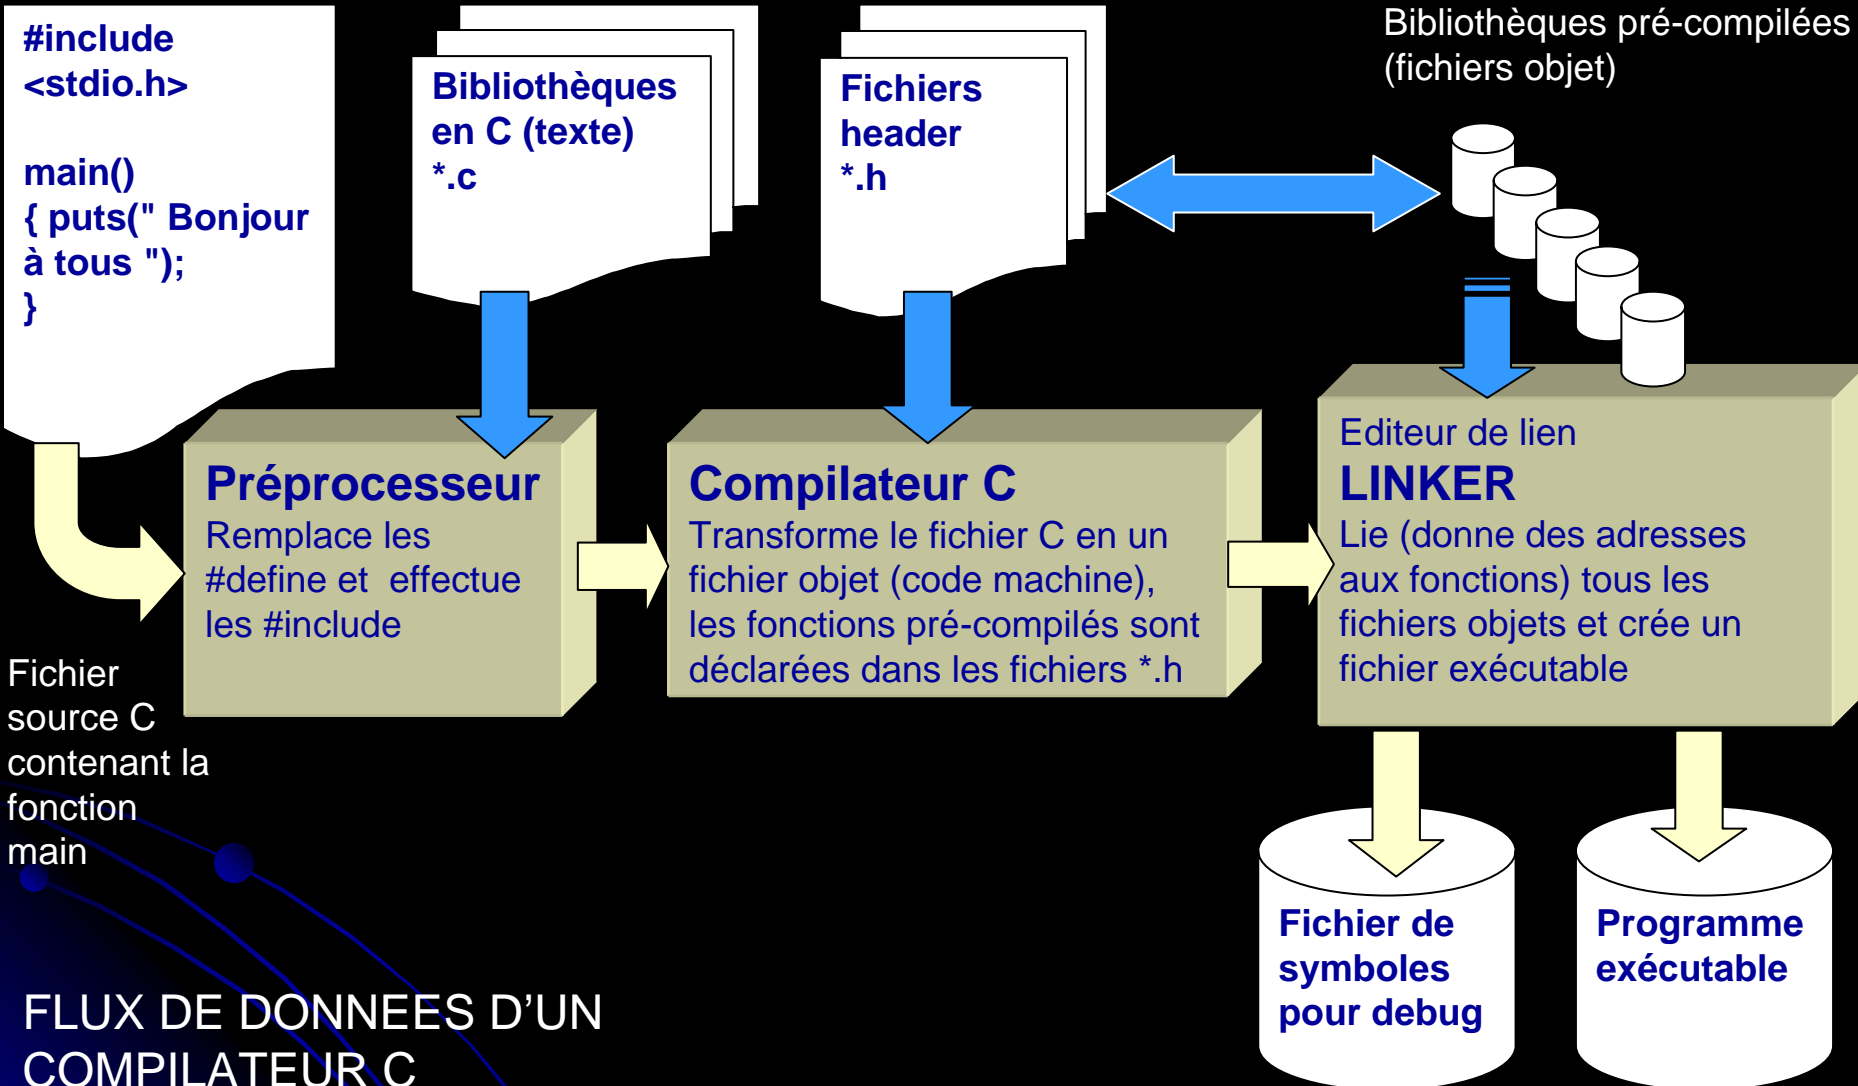 #include
<stdio.h>
main()
{ puts(" Bonjour
à tous ");
}
Bibliothèques
en C (texte)
*.c
Fichiers
header
*.h
Bibliothèques pré-compilées
(fichiers objet)
Préprocesseur
Remplace les
#define et  effectue
les #include
Compilateur C
Transforme le fichier C en un
fichier objet (code machine),
les fonctions pré-compilés sont
déclarées dans les fichiers *.h
Editeur de lien
LINKER
Lie (donne des adresses
aux fonctions) tous les
fichiers objets et crée un
fichier exécutable
Fichier
source C
contenant la
fonction
main
Fichier de
symboles
pour debug
Programme
exécutable
FLUX DE DONNEES D’UN
COMPILATEUR C